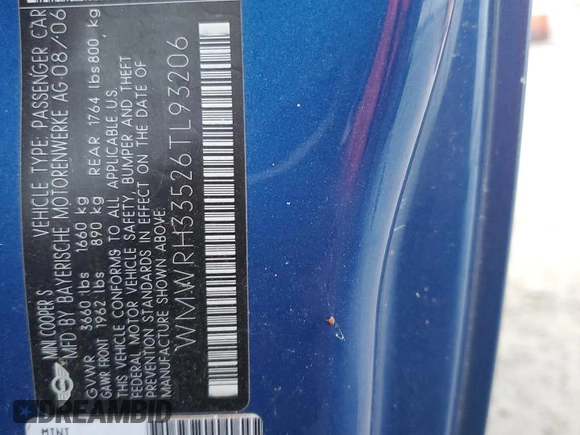 VEHICLE TYPE: PASSENGER CAR
MINI COOPER S
MFD BY BAYERISCHE MOTORENWERKE AG 08/06
GVWR 3660 lbs 1660 kg
GAWR FRONT 1962 lbs 890 kg REAR 1764 lbs 800 kg
THIS VEHICLE CONFORMS TO ALL APPLICABLE U.S.
FEDERAL MOTOR VEHICLE SAFETY, BUMPER AND THEFT
PREVENTION STANDARDS IN EFFECT ON THE DATE OF
MANUFACTURE SHOWN ABOVE.
WMWRH33526TL93206
MINI
DREAMBID